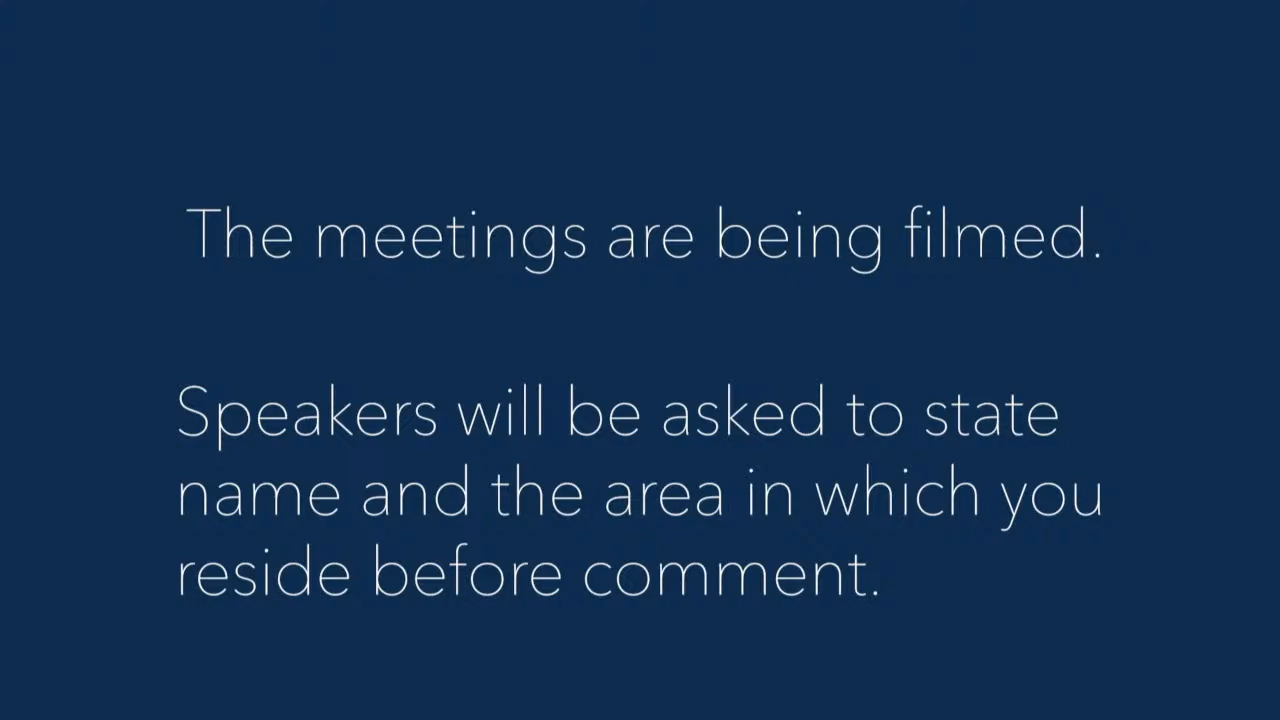 The meetings are being filmed.
Speakers will be asked to state
name and the area in which you
reside before comment.